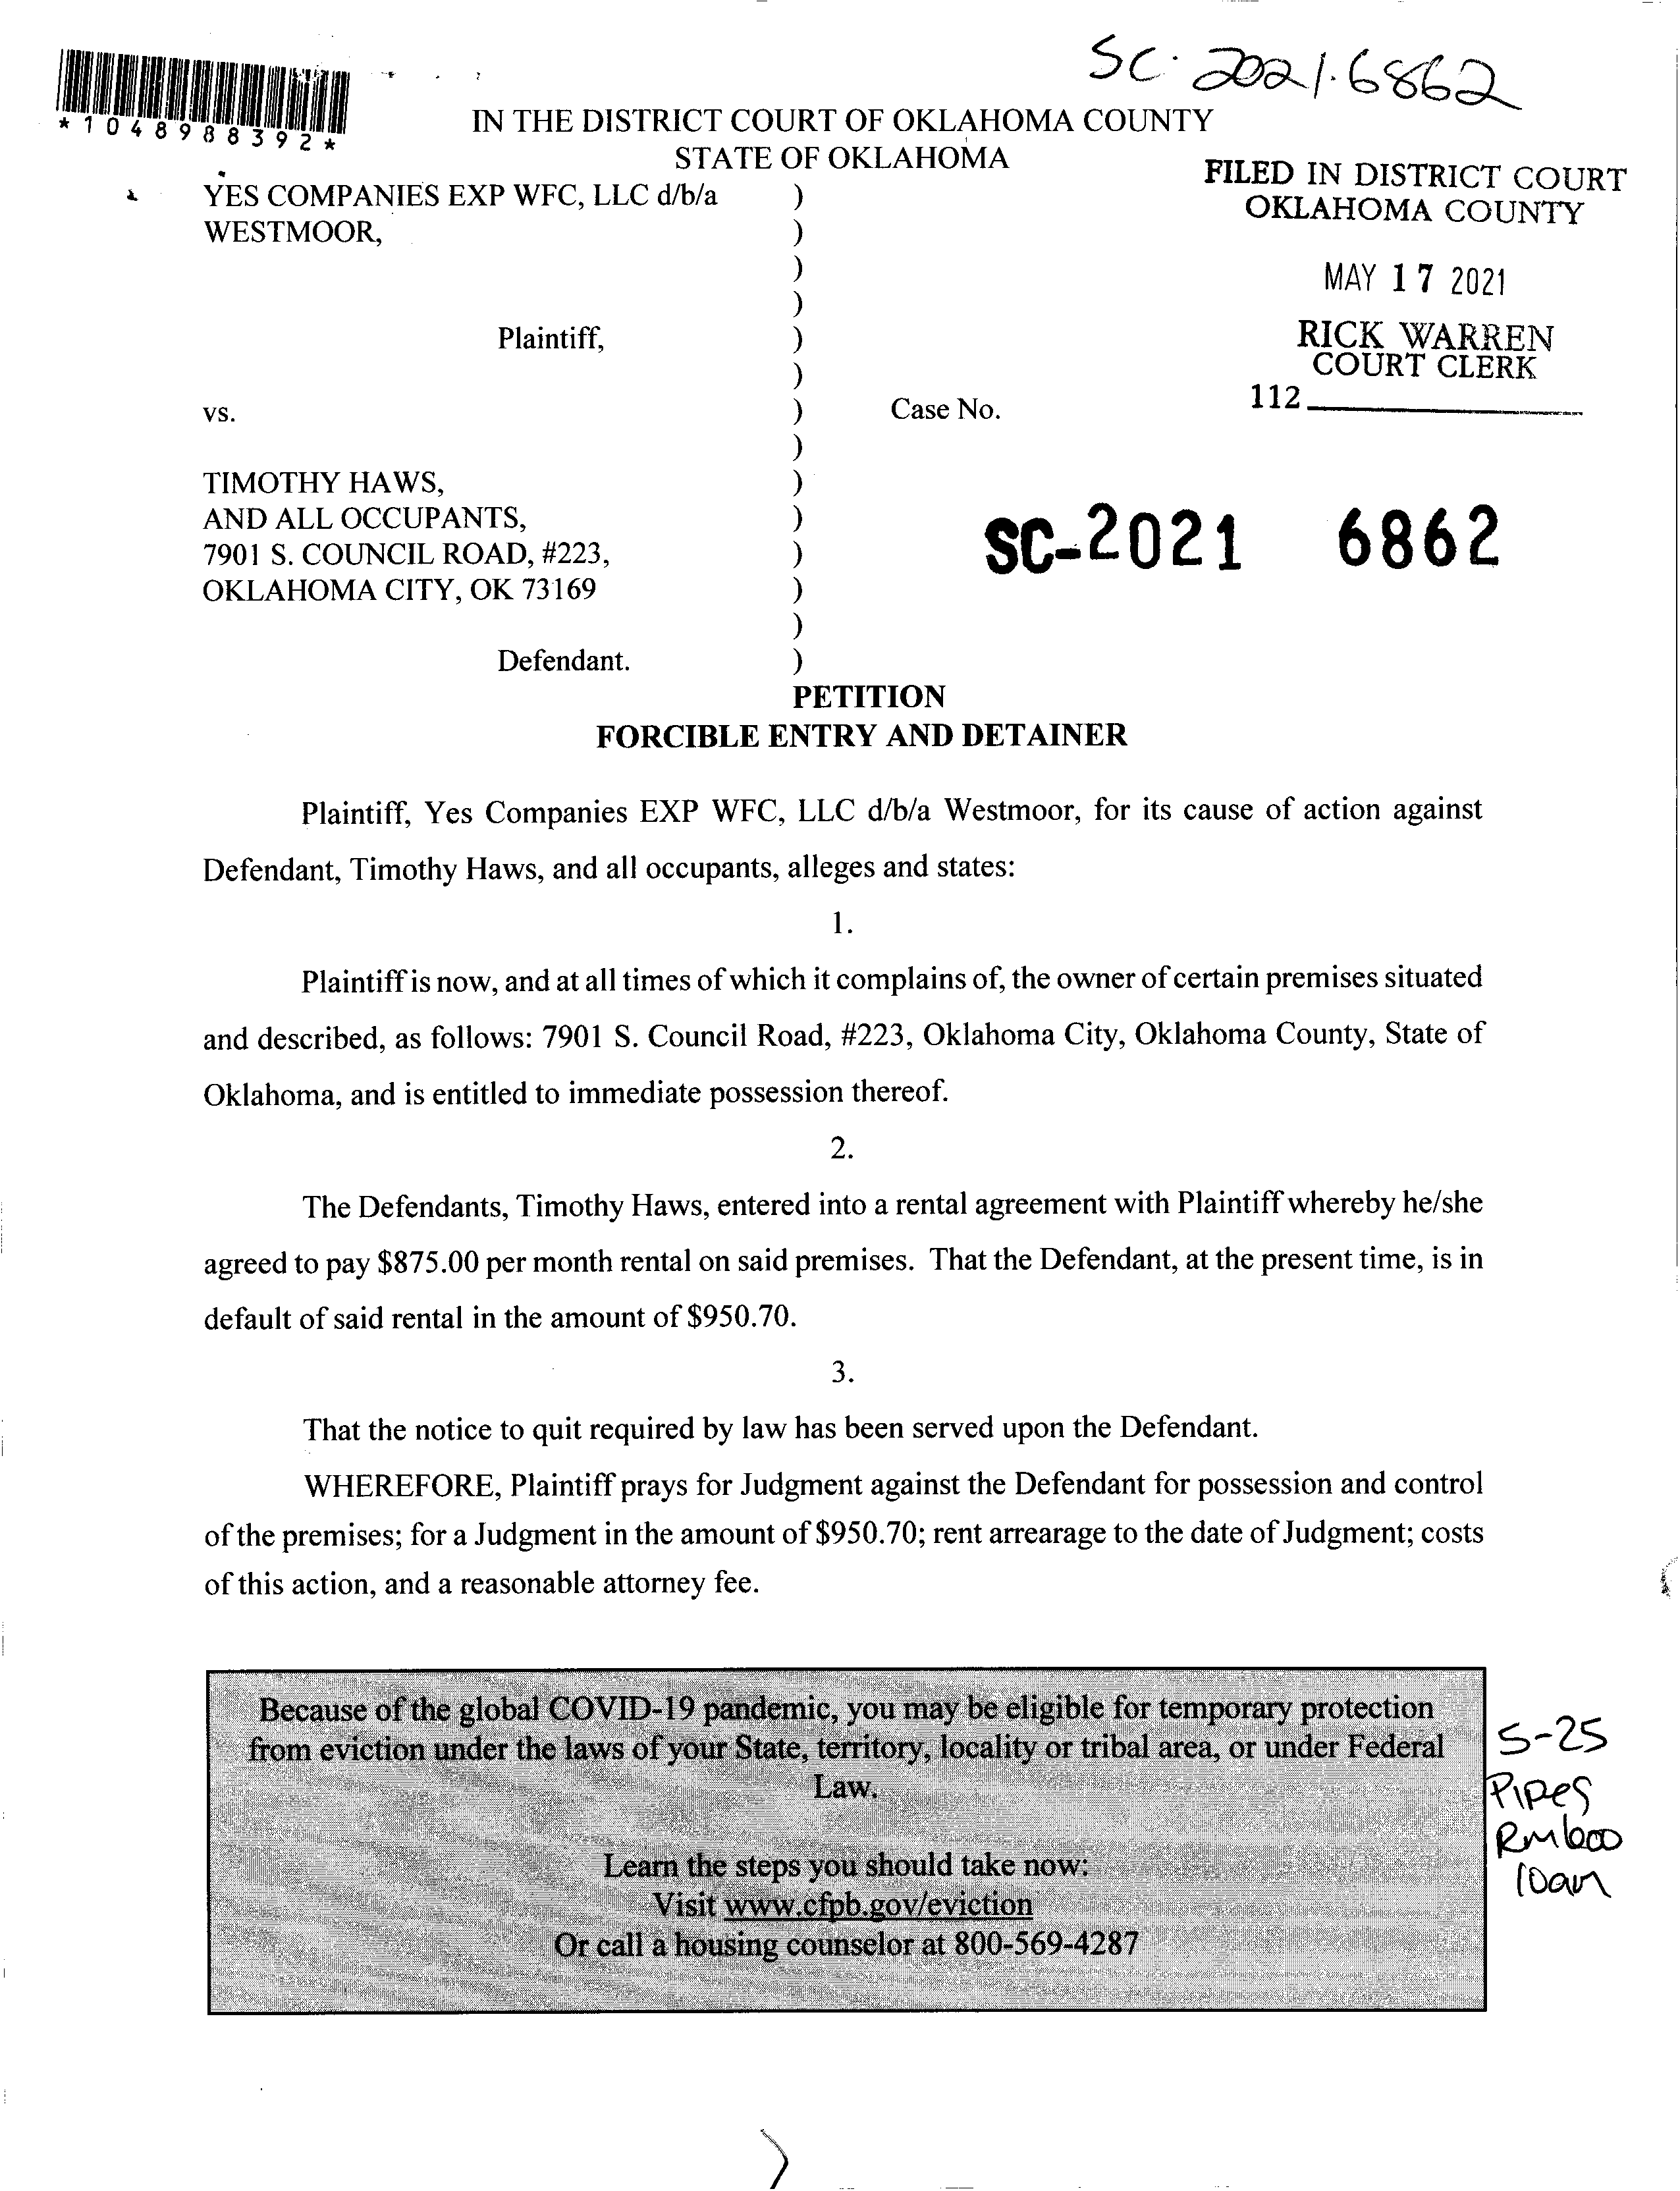 SC-2021-6862
*1048988392*
IN THE DISTRICT COURT OF OKLAHOMA COUNTY
STATE OF OKLAHOMA
FILED IN DISTRICT COURT
OKLAHOMA COUNTY
MAY 17 2021
RICK WARREN
COURT CLERK
112
YES COMPANIES EXP WFC, LLC d/b/a )
WESTMOOR, )
)
)
Plaintiff, )
)
vs. ) Case No.
)
TIMOTHY HAWS, )
AND ALL OCCUPANTS, )
7901 S. COUNCIL ROAD, #223, )
OKLAHOMA CITY, OK 73169 )
)
Defendant. )
SC-2021 6862
PETITION
FORCIBLE ENTRY AND DETAINER
Plaintiff, Yes Companies EXP WFC, LLC d/b/a Westmoor, for its cause of action against
Defendant, Timothy Haws, and all occupants, alleges and states:
1.
Plaintiff is now, and at all times of which it complains of, the owner of certain premises situated
and described, as follows: 7901 S. Council Road, #223, Oklahoma City, Oklahoma County, State of
Oklahoma, and is entitled to immediate possession thereof.
2.
The Defendants, Timothy Haws, entered into a rental agreement with Plaintiff whereby he/she
agreed to pay $875.00 per month rental on said premises. That the Defendant, at the present time, is in
default of said rental in the amount of $950.70.
3.
That the notice to quit required by law has been served upon the Defendant.
WHEREFORE, Plaintiff prays for Judgment against the Defendant for possession and control
of the premises; for a Judgment in the amount of $950.70; rent arrearage to the date of Judgment; costs
of this action, and a reasonable attorney fee.
Because of the global COVID-19 pandemic, you may be eligible for temporary protection
from eviction under the laws of your State, territory, locality or tribal area, or under Federal
Law.
Learn the steps you should take now:
Visit www.cfpb.gov/eviction
Or call a housing counselor at 800-569-4287
5-25
Pipes
Rm 600
10am